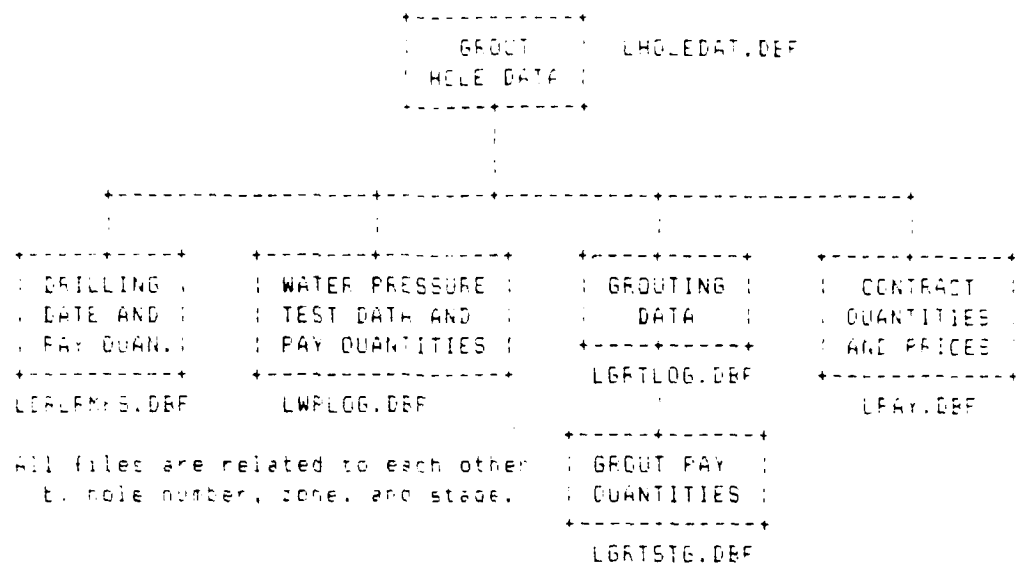 GROUT
HOLE DATA
LHOLEDAT.DBF
DRILLING
DATE AND
PAY QUAN.
WATER PRESSURE
TEST DATA AND
PAY QUANTITIES
LWPLOG.DBF
GROUTING
DATA
LGRTLOG.DBF
CONTRACT
QUANTITIES
AND PRICES
LPAY.DBF
All files are related to each other
hole number, zone, and stage.
GROUT PAY
QUANTITIES
LGRTSTG.DBF